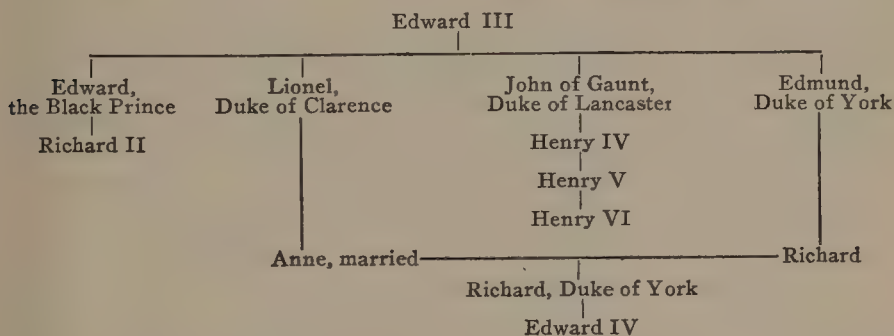 Edward III
Edward, the Black Prince
Lionel, Duke of Clarence
John of Gaunt, Duke of Lancaster
Edmund, Duke of York
Richard II
Henry IV
Henry V
Henry VI
Anne, married
Richard
Richard, Duke of York
Edward IV